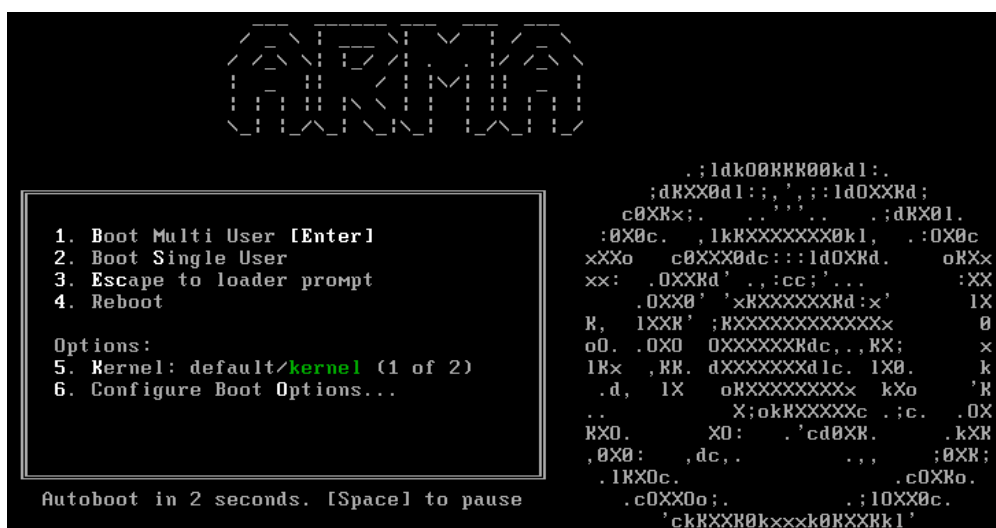 ARMA
1. Boot Multi User [Enter]
2. Boot Single User
3. Escape to loader prompt
4. Reboot
Options:
5. Kernel: default/kernel (1 of 2)
6. Configure Boot Options...
Autoboot in 2 seconds. [Space] to pause